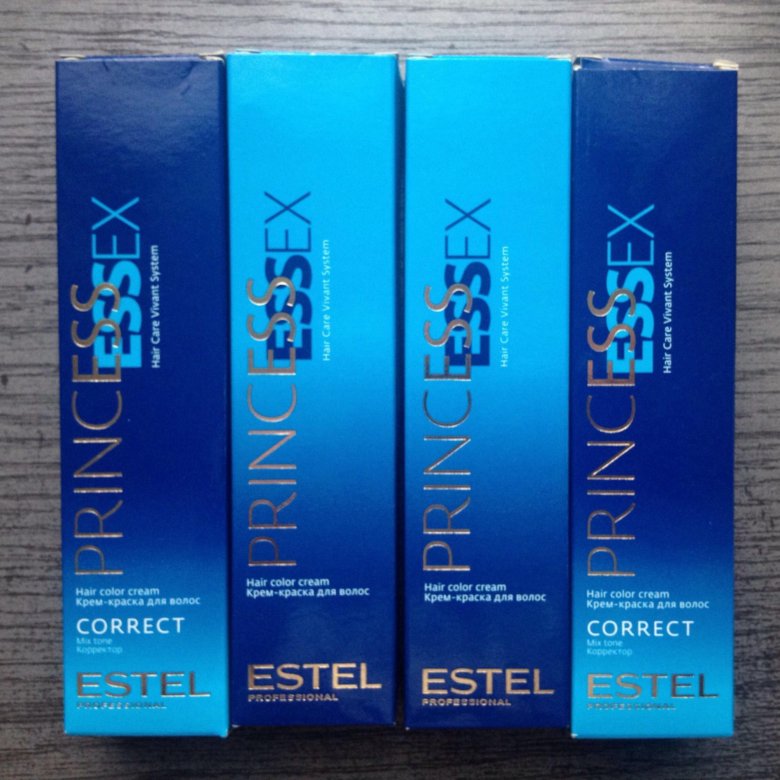 PRINCESS
ESSEX
Hair Care Vivant System
Hair color cream
Крем-краска для волос
CORRECT
Mix tone
Корректор
ESTEL
PROFESSIONAL
PRINCESS
ESSEX
Hair Care Vivant System
Hair color cream
Крем-краска для волос
ESTEL
PROFESSIONAL
PRINCESS
ESSEX
Hair Care Vivant System
Hair color cream
Крем-краска для волос
ESTEL
PROFESSIONAL
PRINCESS
ESSEX
Hair Care Vivant System
Hair color cream
Крем-краска для волос
CORRECT
Mix tone
Корректор
ESTEL
PROFESSIONAL